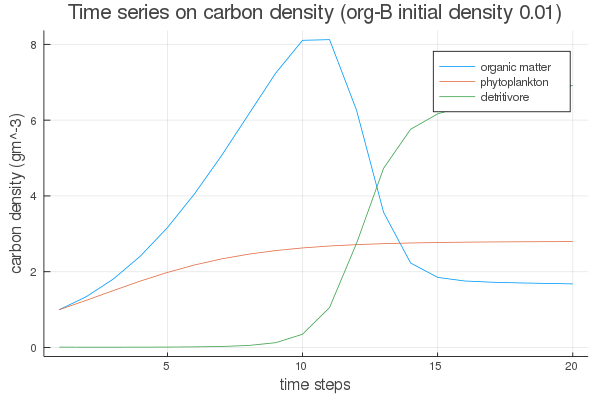 Time series on carbon density (org-B initial density 0.01)
organic matter
phytoplankton
detritivore
carbon density (gm^-3)
8
6
4
2
0
5
10
15
20
time steps